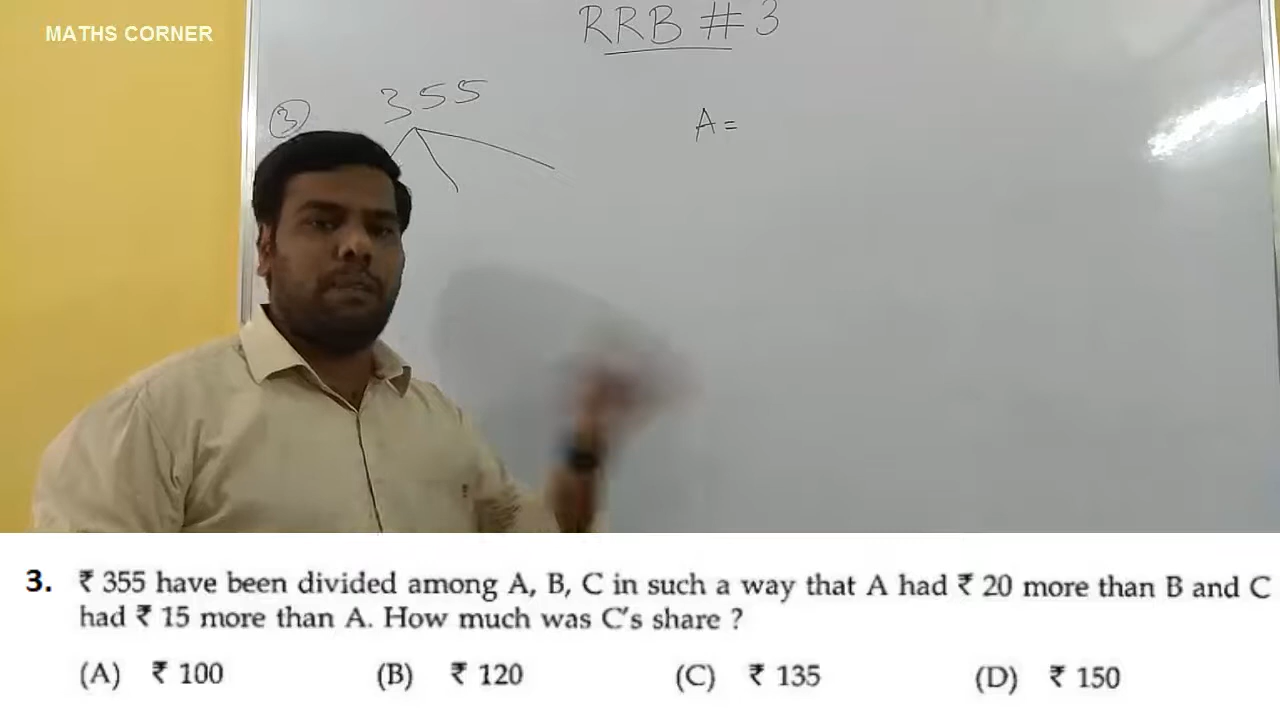 MATHS CORNER
RRB # 3
3 355
A=
3. ₹ 355 have been divided among A, B, C in such a way that A had ₹ 20 more than B and C
had ₹ 15 more than A. How much was C's share ?
(A) ₹ 100 (B) ₹ 120 (C) ₹ 135 (D) ₹ 150